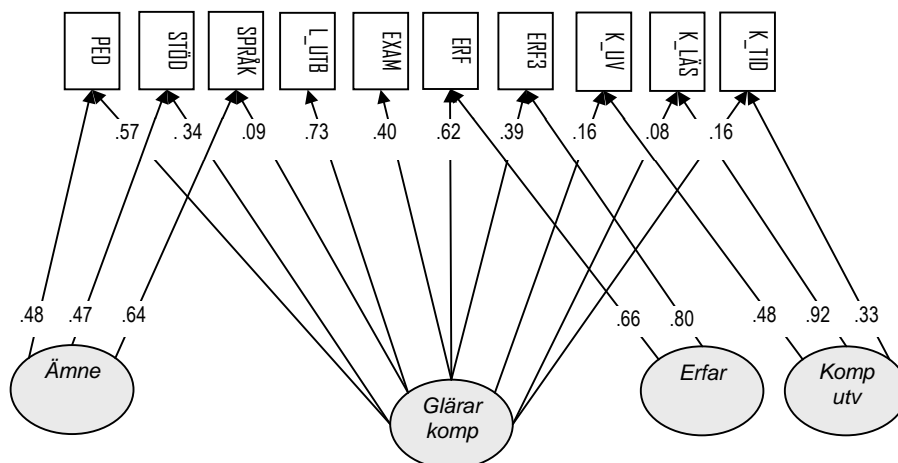 PED STÖD SPRÅK L_UTB EXAM ERF ERF3 K_UV K_LÄS K_TID
.57 .34 .09 .73 .40 .62 .39 .16 .08 .16
.48 .47 .64 .66 .80 .48 .92 .33
Ämne
Glärar
komp
Erfar
Komp
utv